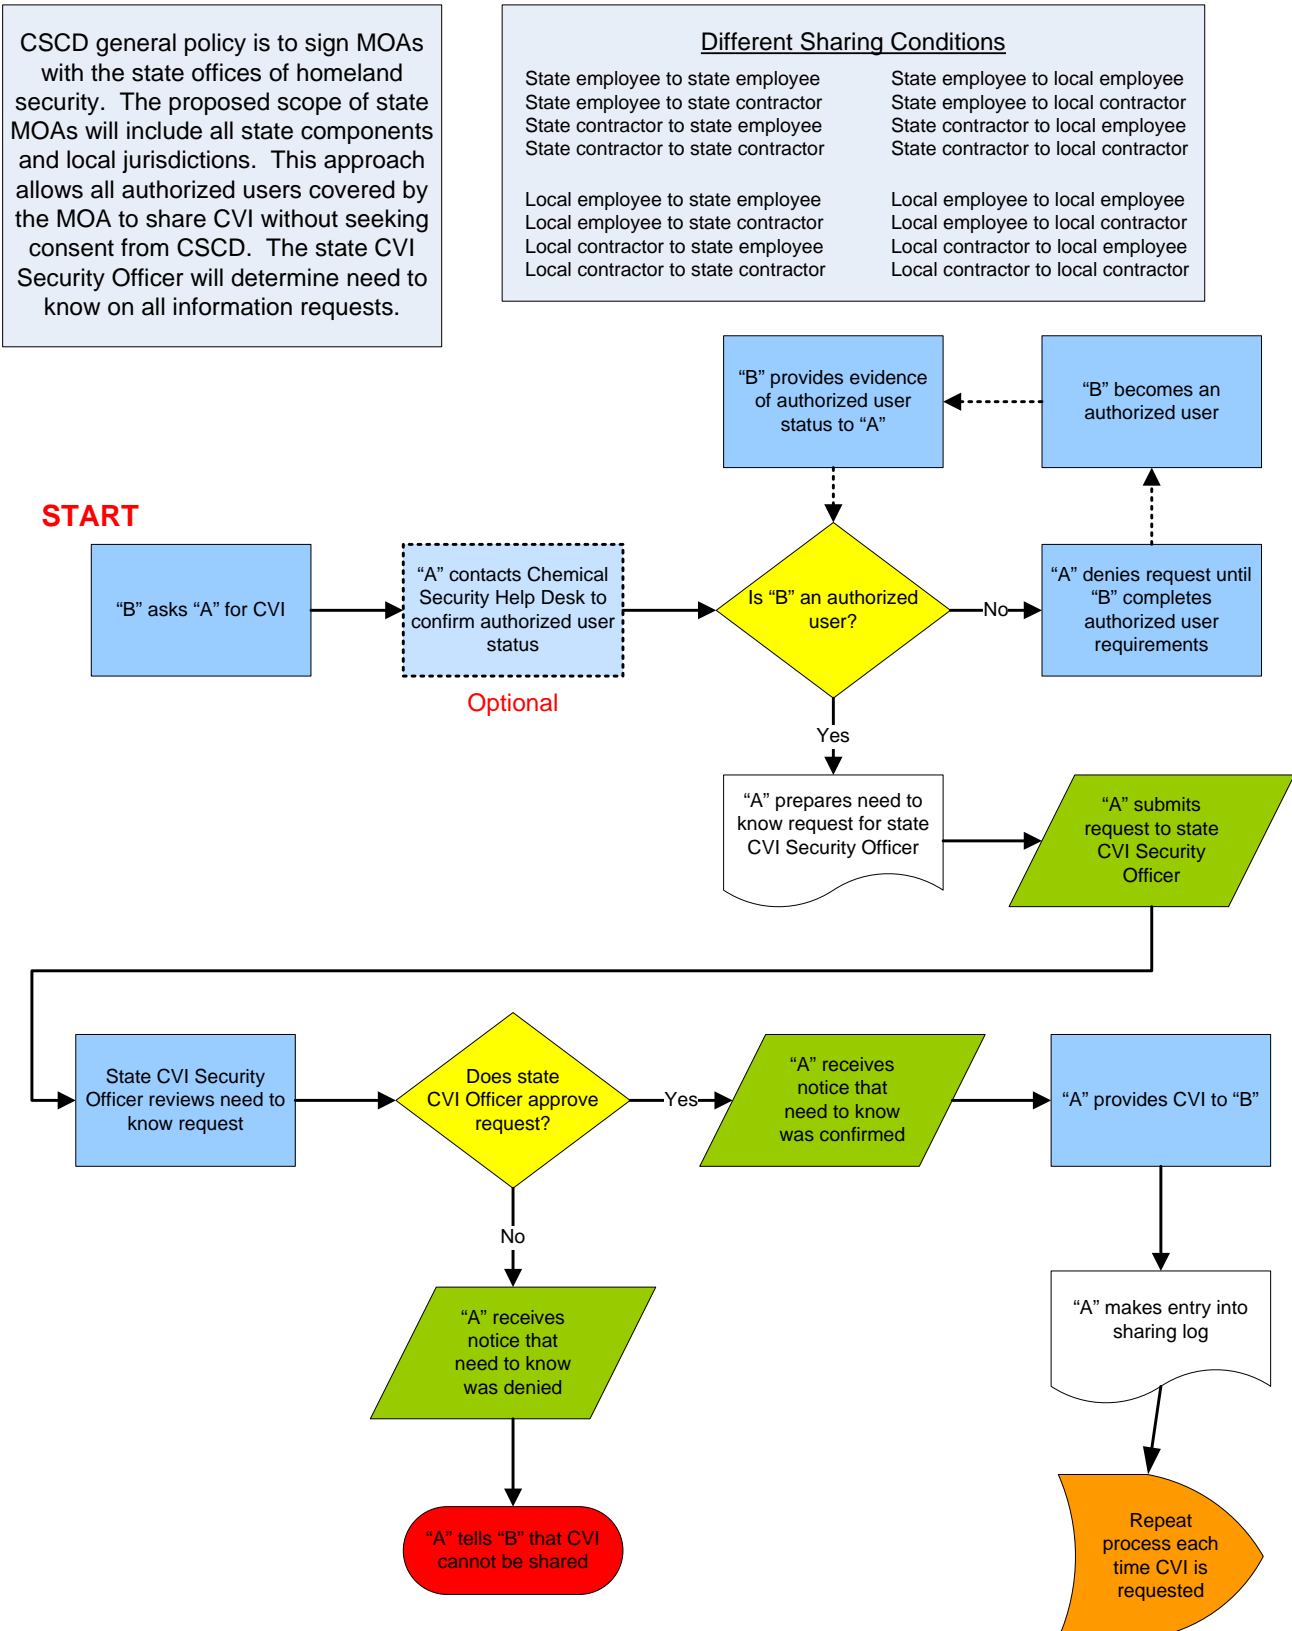 CSCD general policy is to sign MOAs
with the state offices of homeland
security.  The proposed scope of state
MOAs will include all state components
and local jurisdictions.  This approach
allows all authorized users covered by
the MOA to share CVI without seeking
consent from CSCD.  The state CVI
Security Officer will determine need to
know on all information requests.
Different Sharing Conditions
State employee to state employee
State employee to state contractor
State contractor to state employee
State contractor to state contractor
State employee to local employee
State employee to local contractor
State contractor to local employee
State contractor to local contractor
Local employee to state employee
Local employee to state contractor
Local contractor to state employee
Local contractor to state contractor
Local employee to local employee
Local employee to local contractor
Local contractor to local employee
Local contractor to local contractor
“B” provides evidence
of authorized user
status to “A”
“B” becomes an
authorized user
START
“B” asks “A” for CVI
“A” contacts Chemical
Security Help Desk to
confirm authorized user
status
Optional
Is “B” an authorized
user?
No
“A” denies request until
“B” completes
authorized user
requirements
Yes
“A” prepares need to
know request for state
CVI Security Officer
“A” submits
request to state
CVI Security
Officer
State CVI Security
Officer reviews need to
know request
Does state
CVI Officer approve
request?
Yes
“A” receives
notice that
need to know
was confirmed
“A” provides CVI to “B”
No
“A” receives
notice that
need to know
was denied
“A” makes entry into
sharing log
“A” tells “B” that CVI
cannot be shared
Repeat
process each
time CVI is
requested